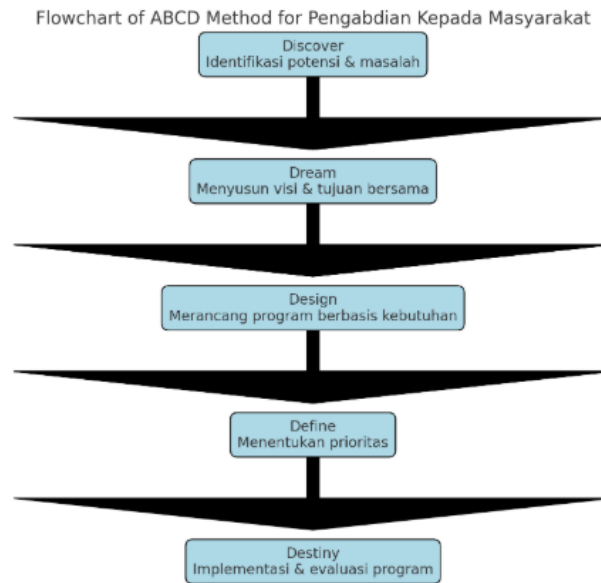 Flowchart of ABCD Method for Pengabdian Kepada Masyarakat
Discover
Identifikasi potensi & masalah
Dream
Menyusun visi & tujuan bersama
Design
Merancang program berbasis kebutuhan
Define
Menentukan prioritas
Destiny
Implementasi & evaluasi program